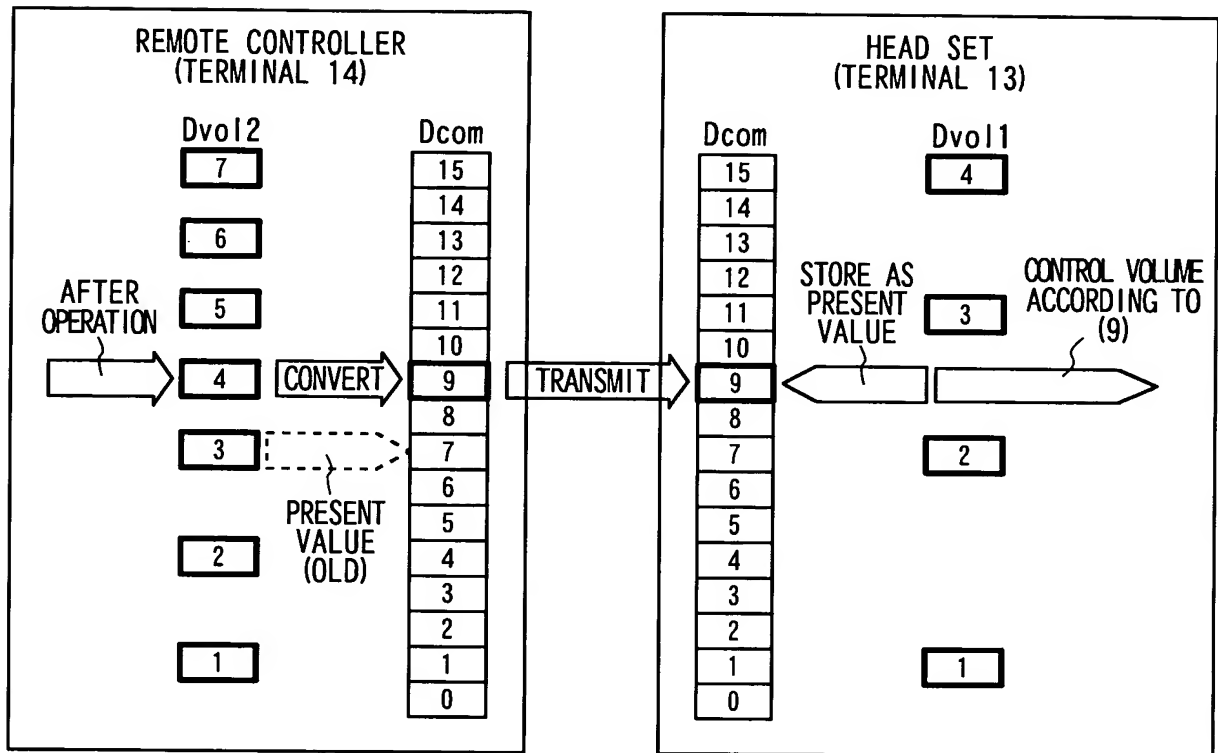 REMOTE CONTROLLER
(TERMINAL 14)
Dvol2
7
6
5
4
3
2
1
AFTER
OPERATION
CONVERT
PRESENT
VALUE
(OLD)
Dcom
15
14
13
12
11
10
9
8
7
6
5
4
3
2
1
0
TRANSMIT
HEAD SET
(TERMINAL 13)
Dcom
15
14
13
12
11
10
9
8
7
6
5
4
3
2
1
0
STORE AS
PRESENT
VALUE
Dvol1
4
3
2
1
CONTROL VOLUME
ACCORDING TO
(9)